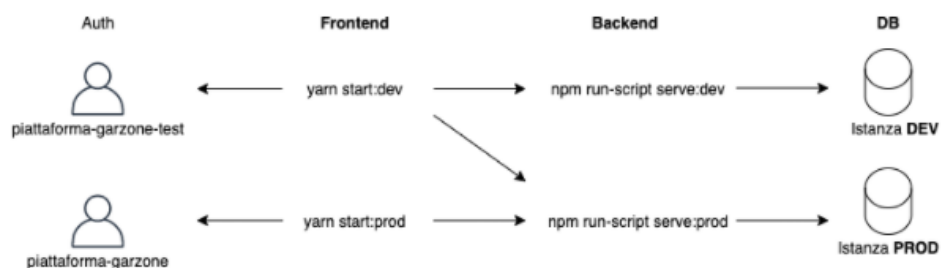 Auth Frontend Backend DB
yarn start:dev npm run-script serve:dev
piattaforma-garzone-test Istanza DEV
yarn start:prod npm run-script serve:prod
Istanza PROD
piattaforma-garzone